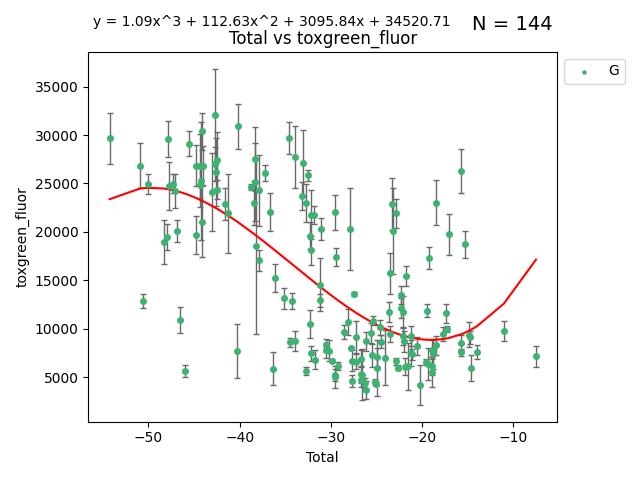 y = 1.09x^3 + 112.63x^2 + 3095.84x + 34520.71
N = 144
Total vs toxgreen_fluor
G
35000
30000
25000
20000
15000
10000
5000
toxgreen_fluor
−50
−40
−30
−20
−10
Total